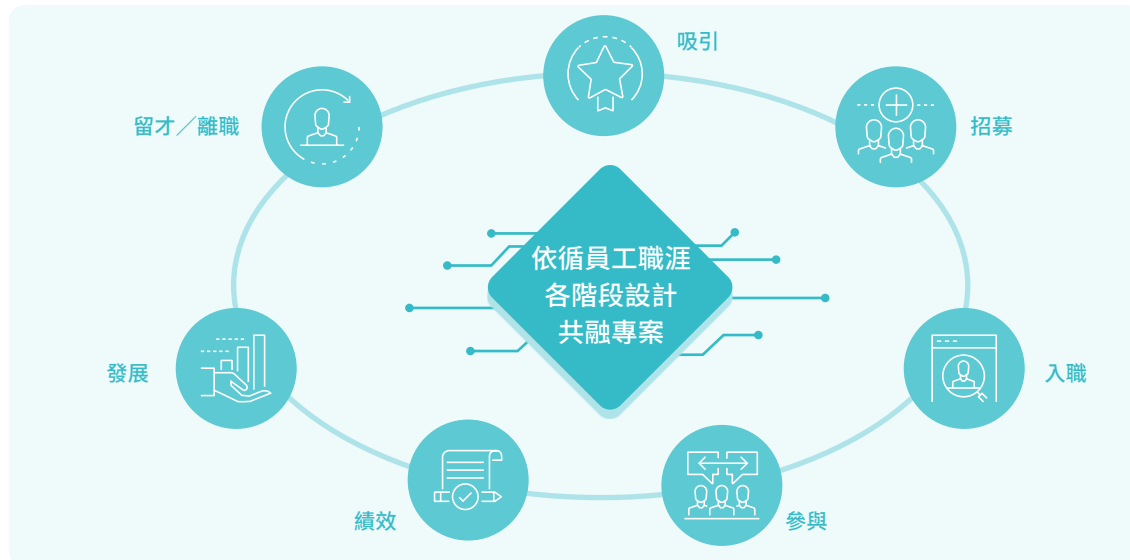 吸引
招募
入職
參與
績效
發展
留才／離職
依循員工職涯
各階段設計
共融專案